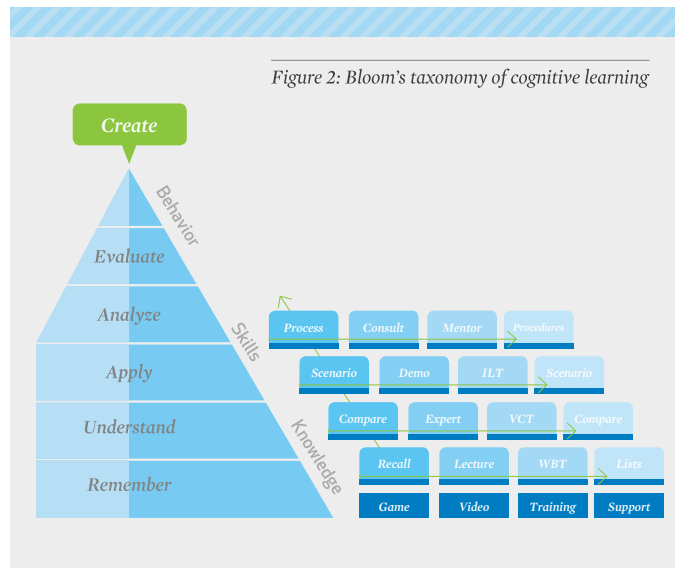 Figure 2: Bloom's taxonomy of cognitive learning
Create
Behavior
Evaluate
Analyze
Skills
Process Consult Mentor Procedures
Apply
Scenario Demo ILT Scenario
Understand
Knowledge
Compare Expert VCT Compare
Remember
Recall Lecture WBT Lists
Game Video Training Support